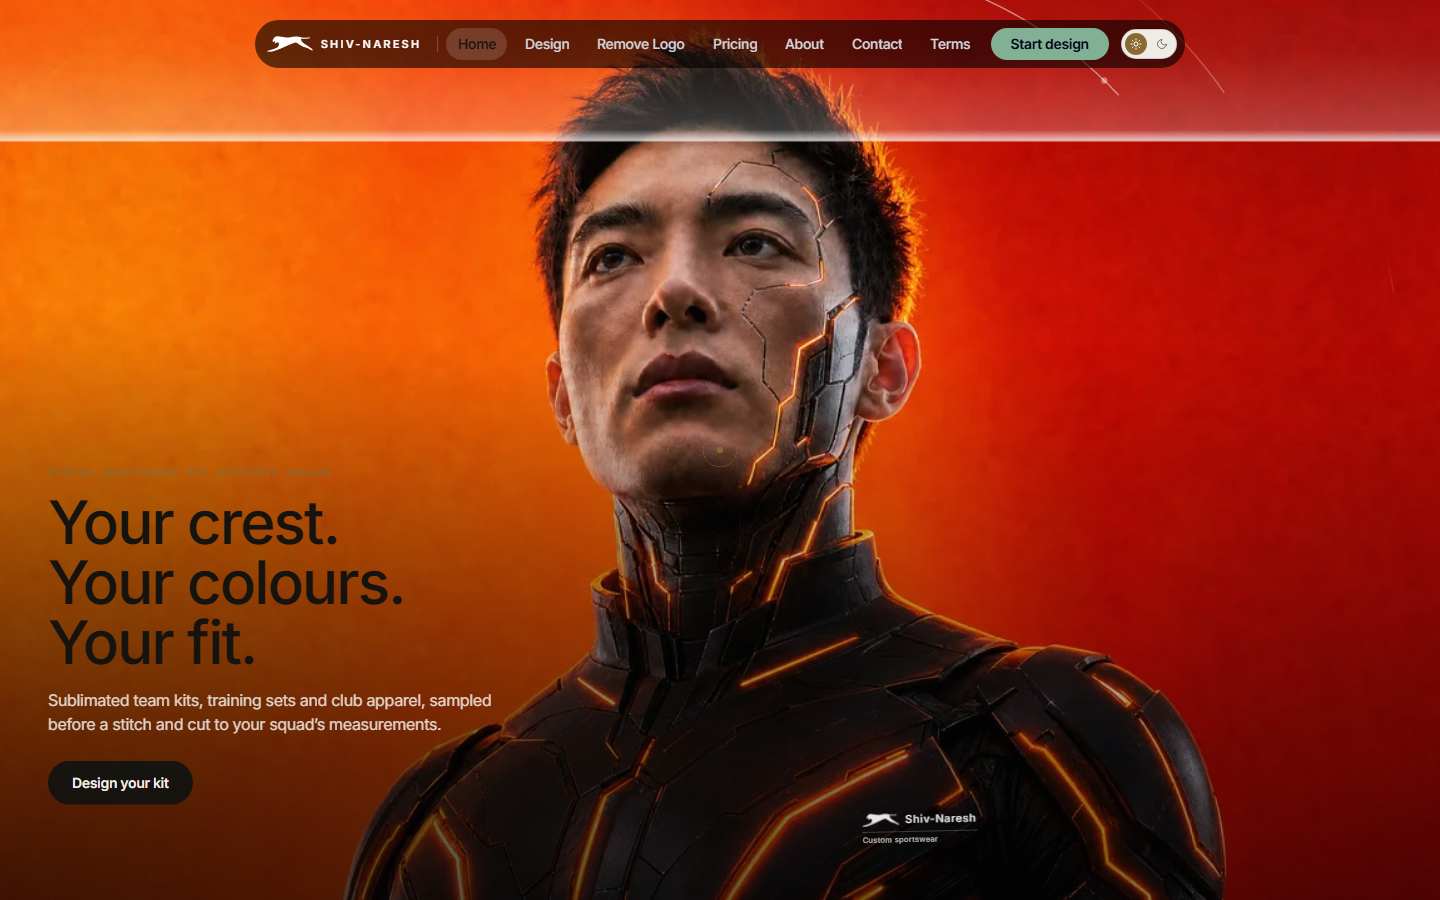 SHIV-NARESH
Home
Design
Remove Logo
Pricing
About
Contact
Terms
Start design
Your crest.
Your colours.
Your fit.
Sublimated team kits, training sets and club apparel, sampled
before a stitch and cut to your squad’s measurements.
Design your kit
Shiv-Naresh
Custom sportswear